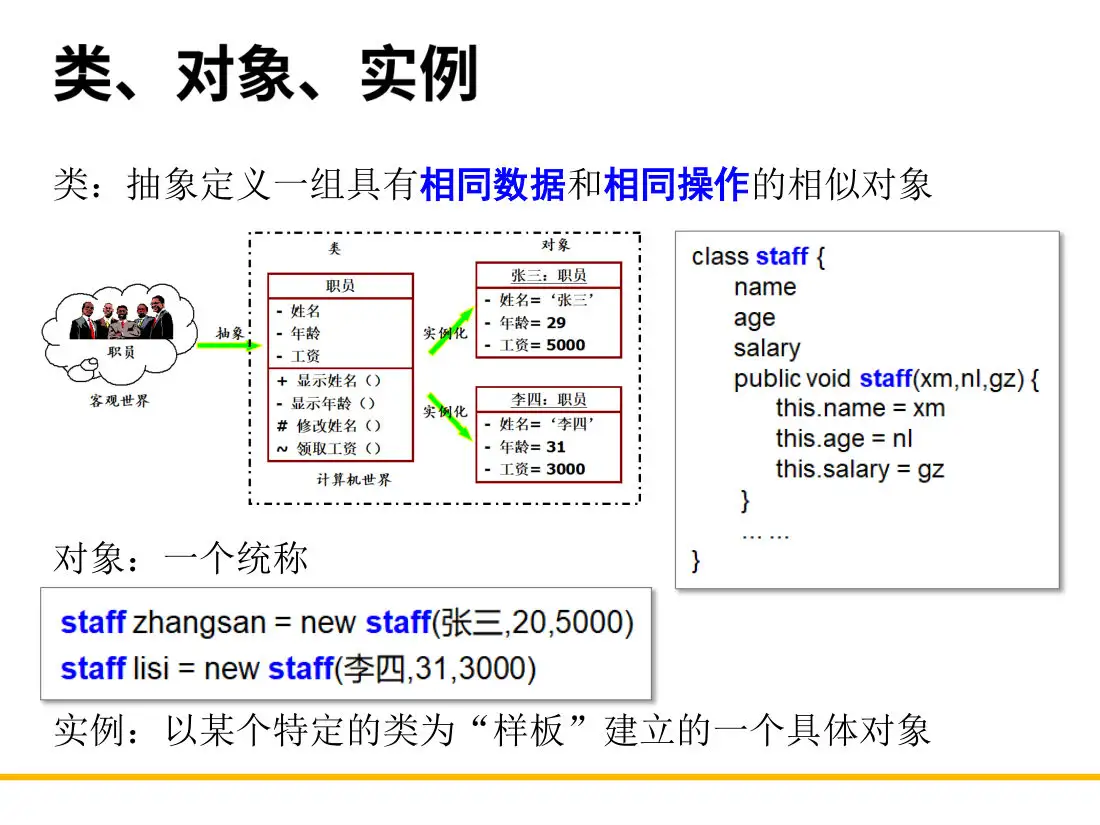 类、对象、实例
类：抽象定义一组具有相同数据和相同操作的相似对象
职员
客观世界
抽象
类
职员
- 姓名
- 年龄
- 工资
+ 显示姓名（）
- 显示年龄（）
# 修改姓名（）
~ 领取工资（）
计算机世界
实例化
实例化
对象
张三：职员
- 姓名=‘张三’
- 年龄= 29
- 工资= 5000
李四：职员
- 姓名=‘李四’
- 年龄= 31
- 工资= 3000
class staff {
name
age
salary
public void staff(xm,nl,gz) {
this.name = xm
this.age = nl
this.salary = gz
}
... ...
}
对象：一个统称
staff zhangsan = new staff(张三,20,5000)
staff lisi = new staff(李四,31,3000)
实例：以某个特定的类为“样板”建立的一个具体对象